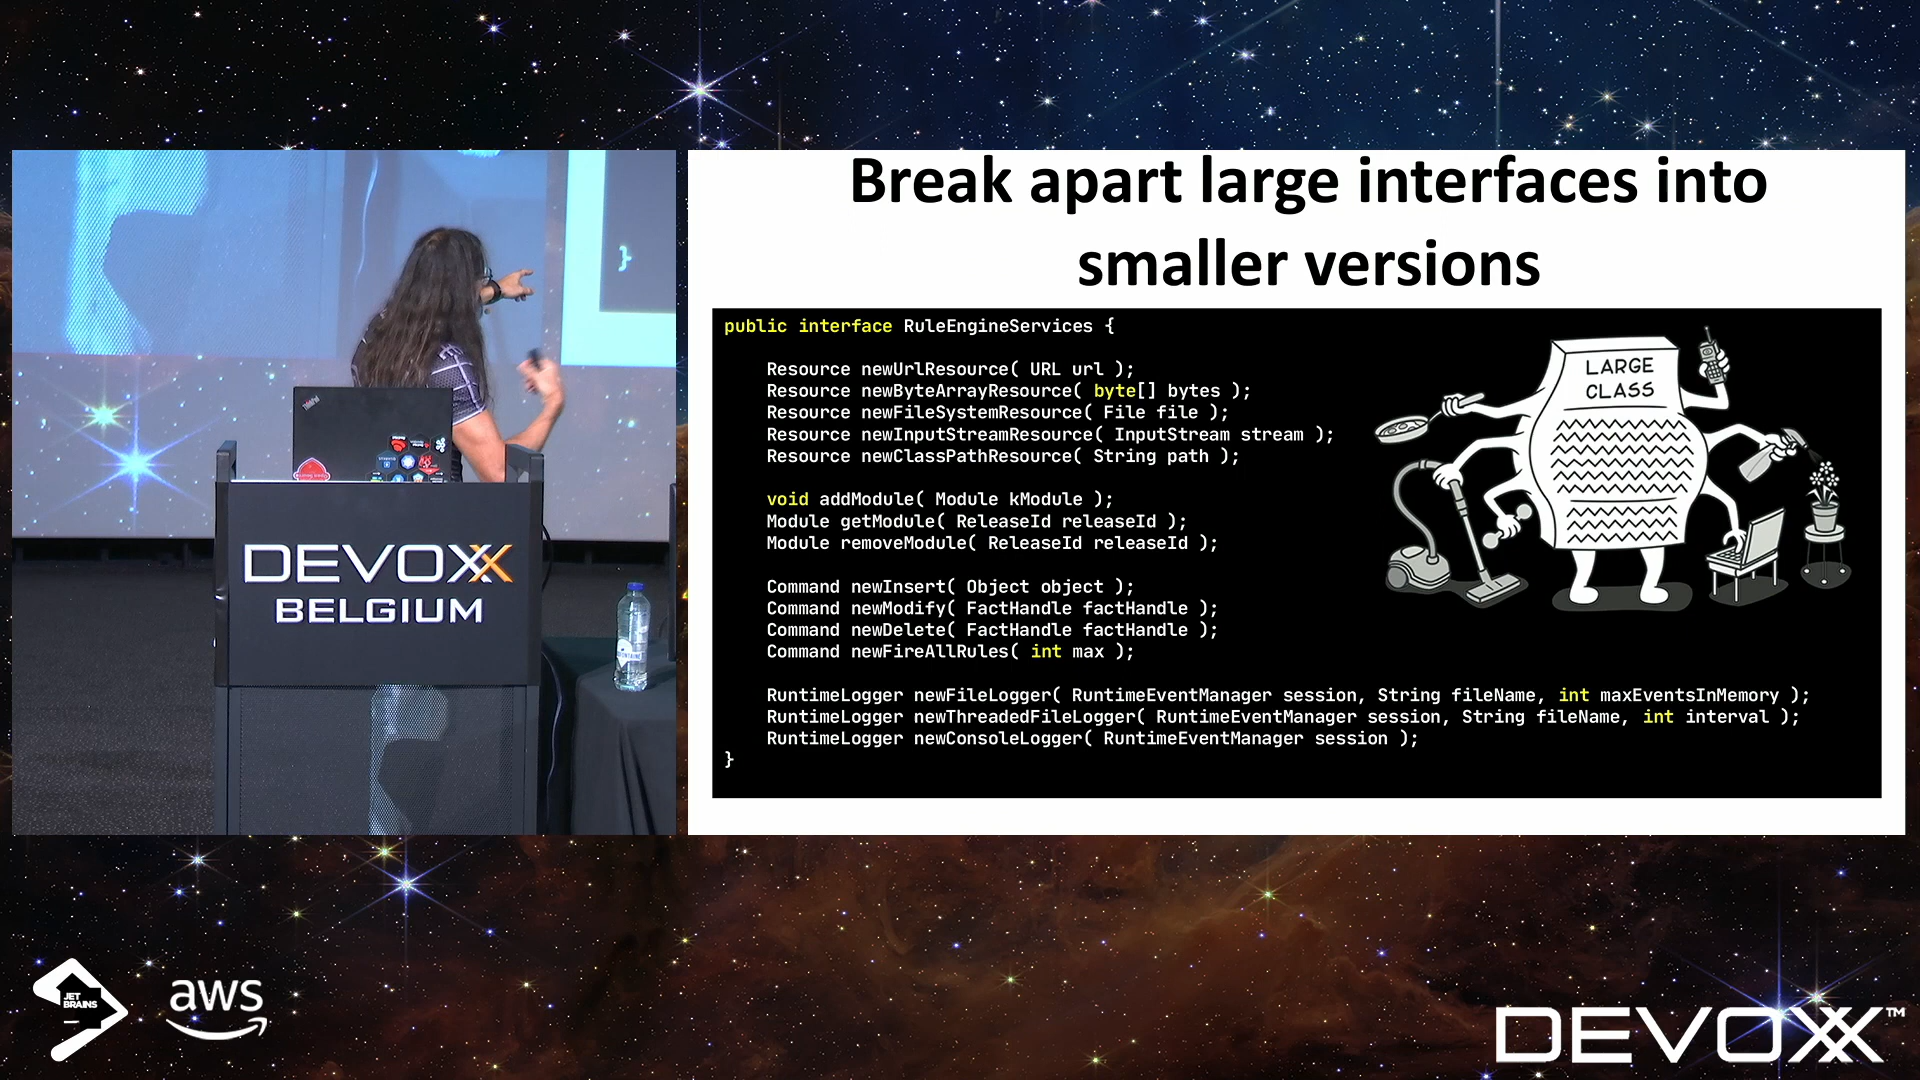 Break apart large interfaces into
smaller versions
public interface RuleEngineServices {
Resource newUrlResource( URL url );
Resource newByteArrayResource( byte[] bytes );
Resource newFileSystemResource( File file );
Resource newInputStreamResource( InputStream stream );
Resource newClassPathResource( String path );
void addModule( Module kModule );
Module getModule( ReleaseId releaseId );
Module removeModule( ReleaseId releaseId );
Command newInsert( Object object );
Command newModify( FactHandle factHandle );
Command newDelete( FactHandle factHandle );
Command newFireAllRules( int max );
RuntimeLogger newFileLogger( RuntimeEventManager session, String fileName, int maxEventsInMemory );
RuntimeLogger newThreadedFileLogger( RuntimeEventManager session, String fileName, int interval );
RuntimeLogger newConsoleLogger( RuntimeEventManager session );
}
LARGE
CLASS
}
ThinkPad
DEVOXX
BELGIUM
JET
BRAINS
aws
DEVOXX™